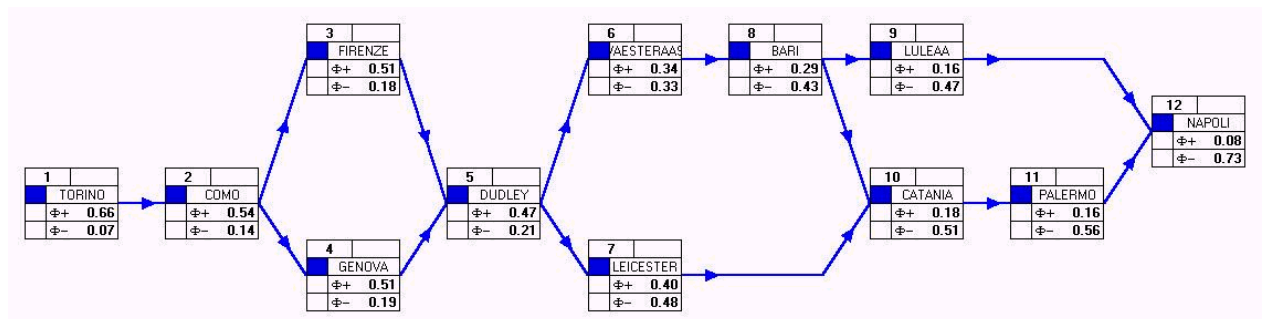 1
TORINO
Φ+ 0.66
Φ− 0.07
2
COMO
Φ+ 0.54
Φ− 0.14
3
FIRENZE
Φ+ 0.51
Φ− 0.18
4
GENOVA
Φ+ 0.51
Φ− 0.19
5
DUDLEY
Φ+ 0.47
Φ− 0.21
6
VAESTERAAS
Φ+ 0.34
Φ− 0.33
7
LEICESTER
Φ+ 0.40
Φ− 0.48
8
BARI
Φ+ 0.29
Φ− 0.43
9
LULEAA
Φ+ 0.16
Φ− 0.47
10
CATANIA
Φ+ 0.18
Φ− 0.51
11
PALERMO
Φ+ 0.16
Φ− 0.56
12
NAPOLI
Φ+ 0.08
Φ− 0.73